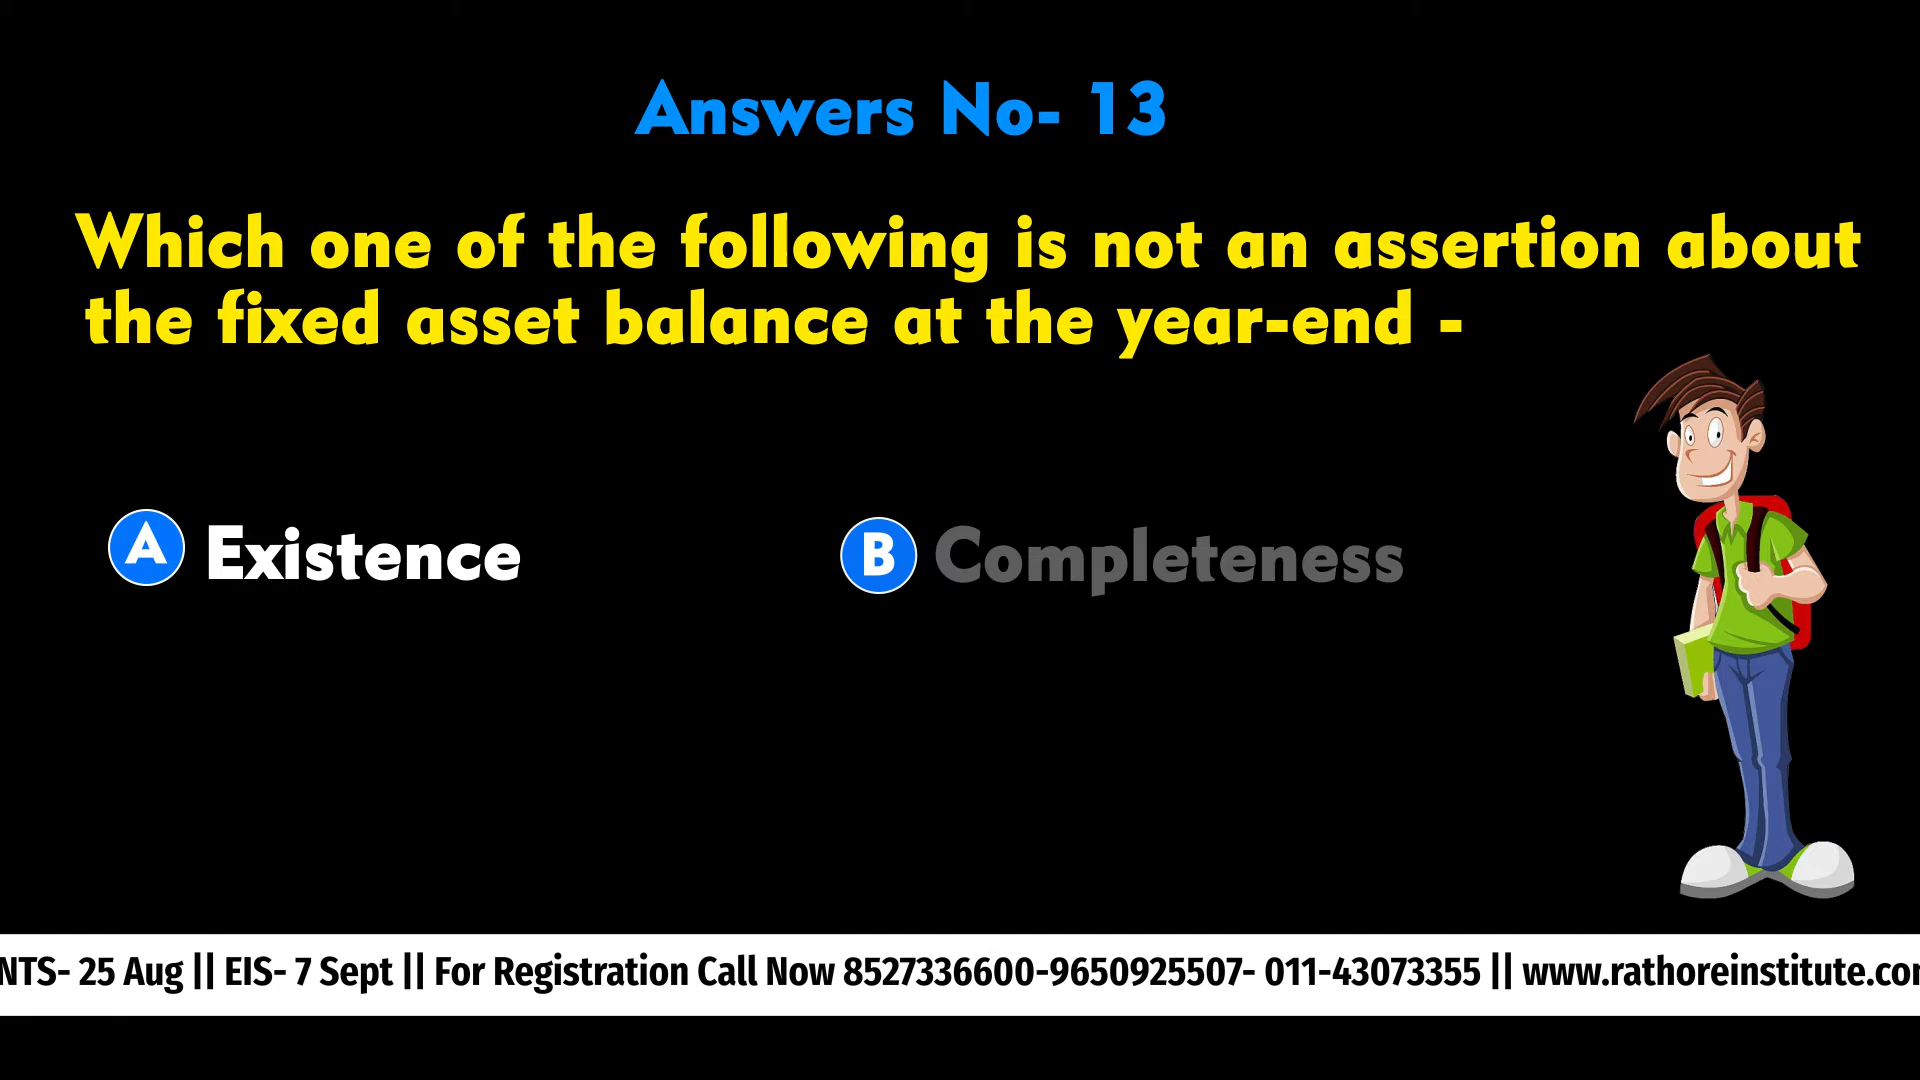 Answers No- 13
Which one of the following is not an assertion about
the fixed asset balance at the year-end -
A Existence
B Completeness
NTS- 25 Aug || EIS- 7 Sept || For Registration Call Now 8527336600-9650925507- 011-43073355 || www.rathoreinstitute.co